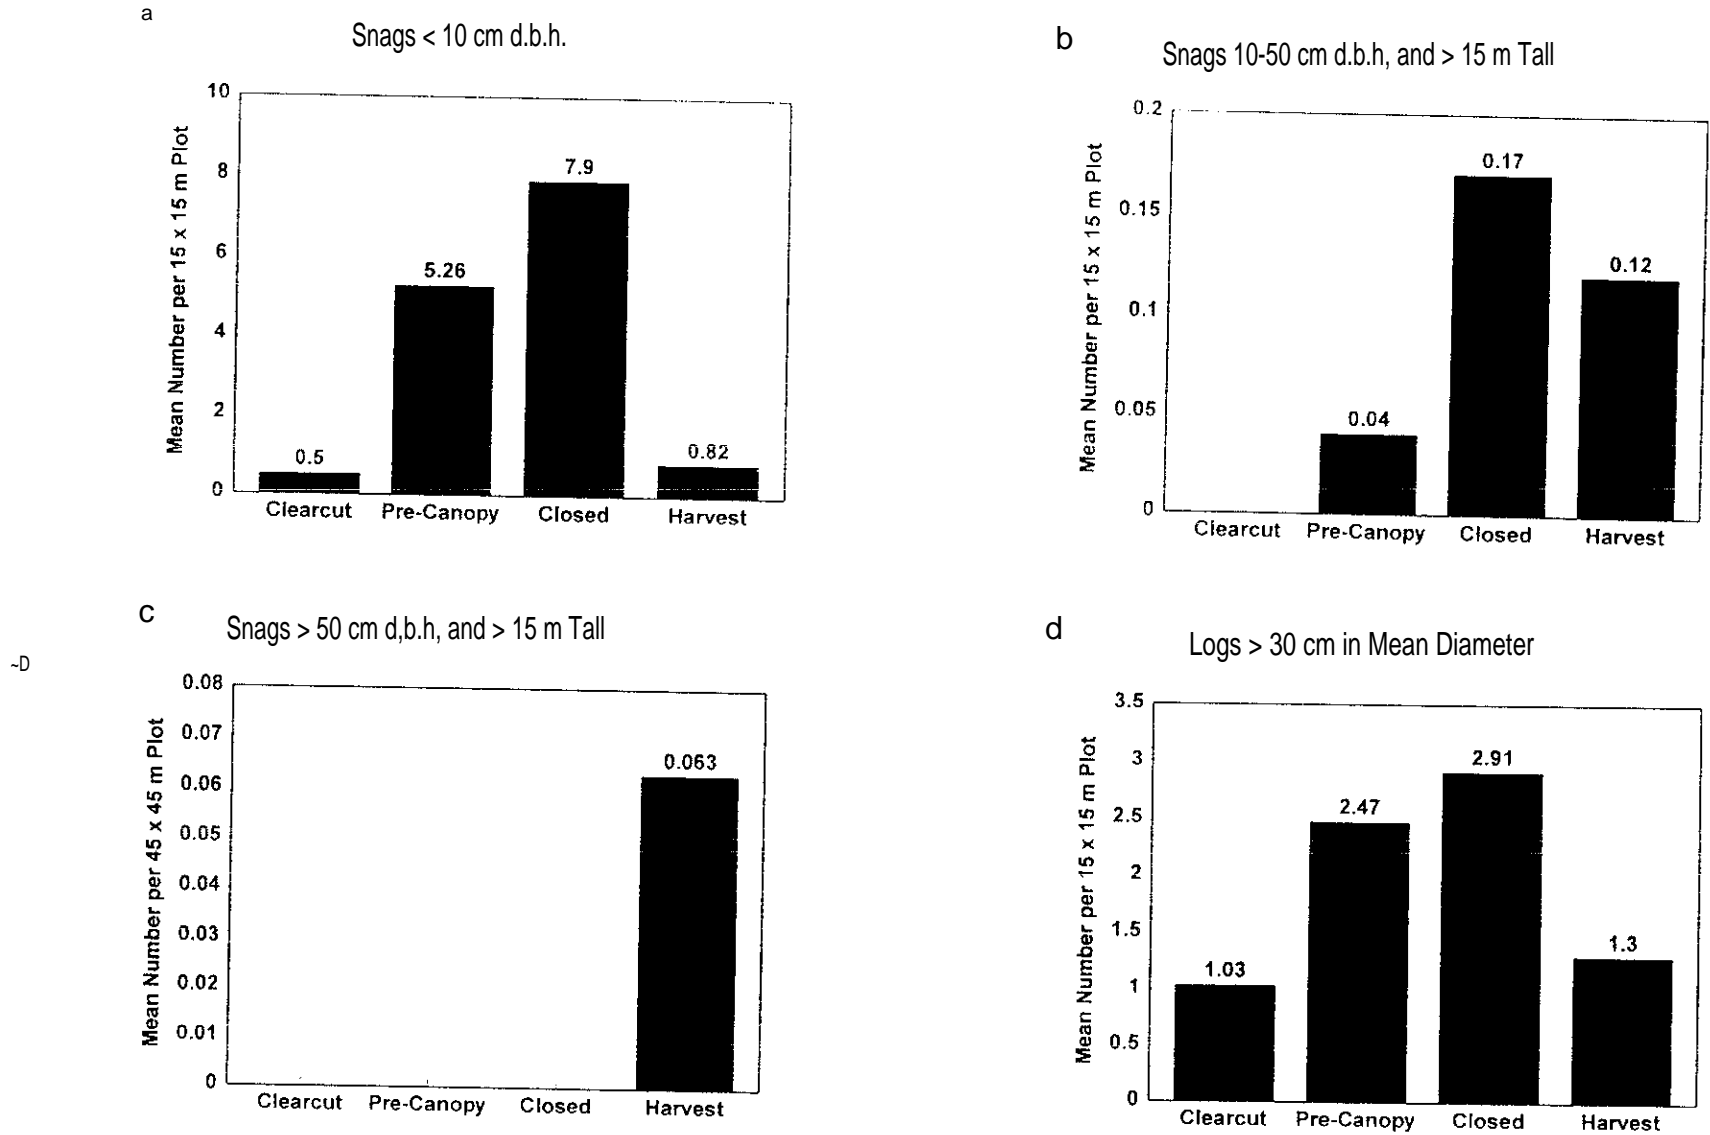 a
Snags < 10 cm d.b.h.
10
8
6
4
2
0
Mean Number per 15 x 15 m Plot
0.5
5.26
7.9
0.82
Clearcut Pre-Canopy Closed Harvest
b
Snags 10-50 cm d.b.h, and > 15 m Tall
0.2
0.15
0.1
0.05
0
Mean Number per 15 x 15 m Plot
0.04
0.17
0.12
Clearcut Pre-Canopy Closed Harvest
c
Snags > 50 cm d,b.h, and > 15 m Tall
~D
0.08
0.07
0.06
0.05
0.04
0.03
0.02
0.01
0
Mean Number per 45 x 45 m Plot
0.063
Clearcut Pre-Canopy Closed Harvest
d
Logs > 30 cm in Mean Diameter
3.5
3
2.5
2
1.5
1
0.5
0
Mean Number per 15 x 15 m Plot
1.03
2.47
2.91
1.3
Clearcut Pre-Canopy Closed Harvest